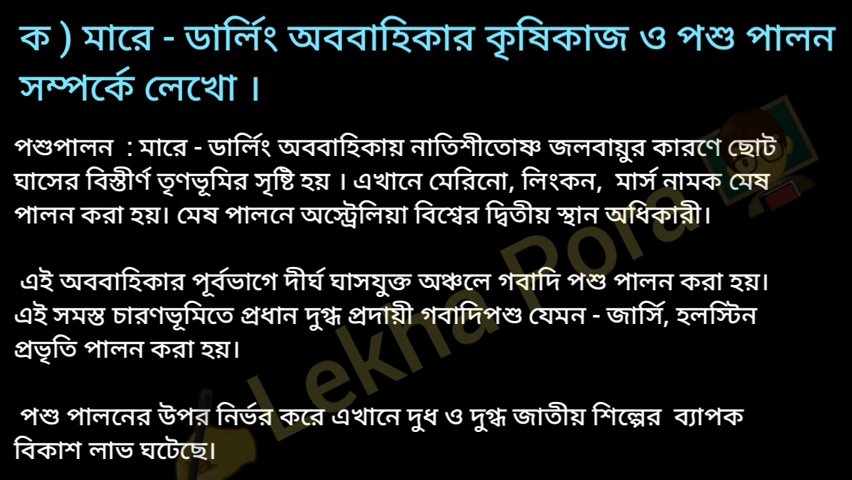 ক ) মারে - ডার্লিং অববাহিকার কৃষিকাজ ও পশু পালন
সম্পর্কে লেখো ।
পশুপালন : মারে - ডার্লিং অববাহিকায় নাতিশীতোষ্ণ জলবায়ুর কারণে ছোট
ঘাসের বিস্তীর্ণ তৃণভূমির সৃষ্টি হয় । এখানে মেরিনো, লিংকন, মার্স নামক মেষ
পালন করা হয়। মেষ পালনে অস্ট্রেলিয়া বিশ্বের দ্বিতীয় স্থান অধিকারী।
এই অববাহিকার পূর্বভাগে দীর্ঘ ঘাসযুক্ত অঞ্চলে গবাদি পশু পালন করা হয়।
এই সমস্ত চারণভূমিতে প্রধান দুগ্ধ প্রদায়ী গবাদিপশু যেমন - জার্সি, হলস্টিন
প্রভৃতি পালন করা হয়।
পশু পালনের উপর নির্ভর করে এখানে দুধ ও দুগ্ধ জাতীয় শিল্পের ব্যাপক
বিকাশ লাভ ঘটেছে।
Lekha Pora